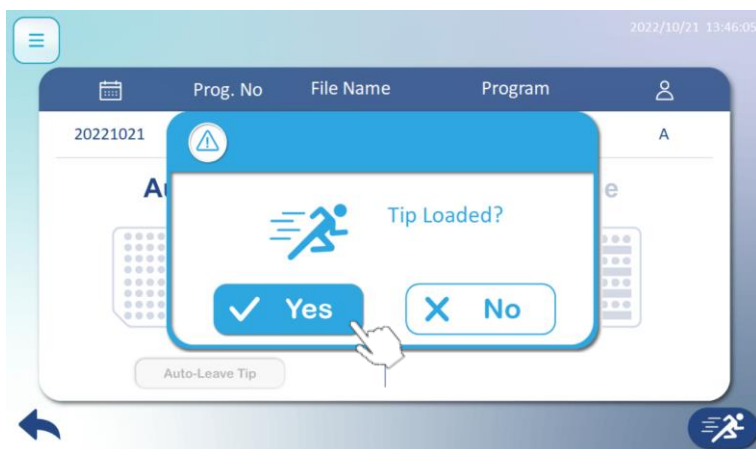 2022/10/21 13:46:05
Prog. No File Name Program
20221021 A
Tip Loaded?
Yes No
Auto-Leave Tip